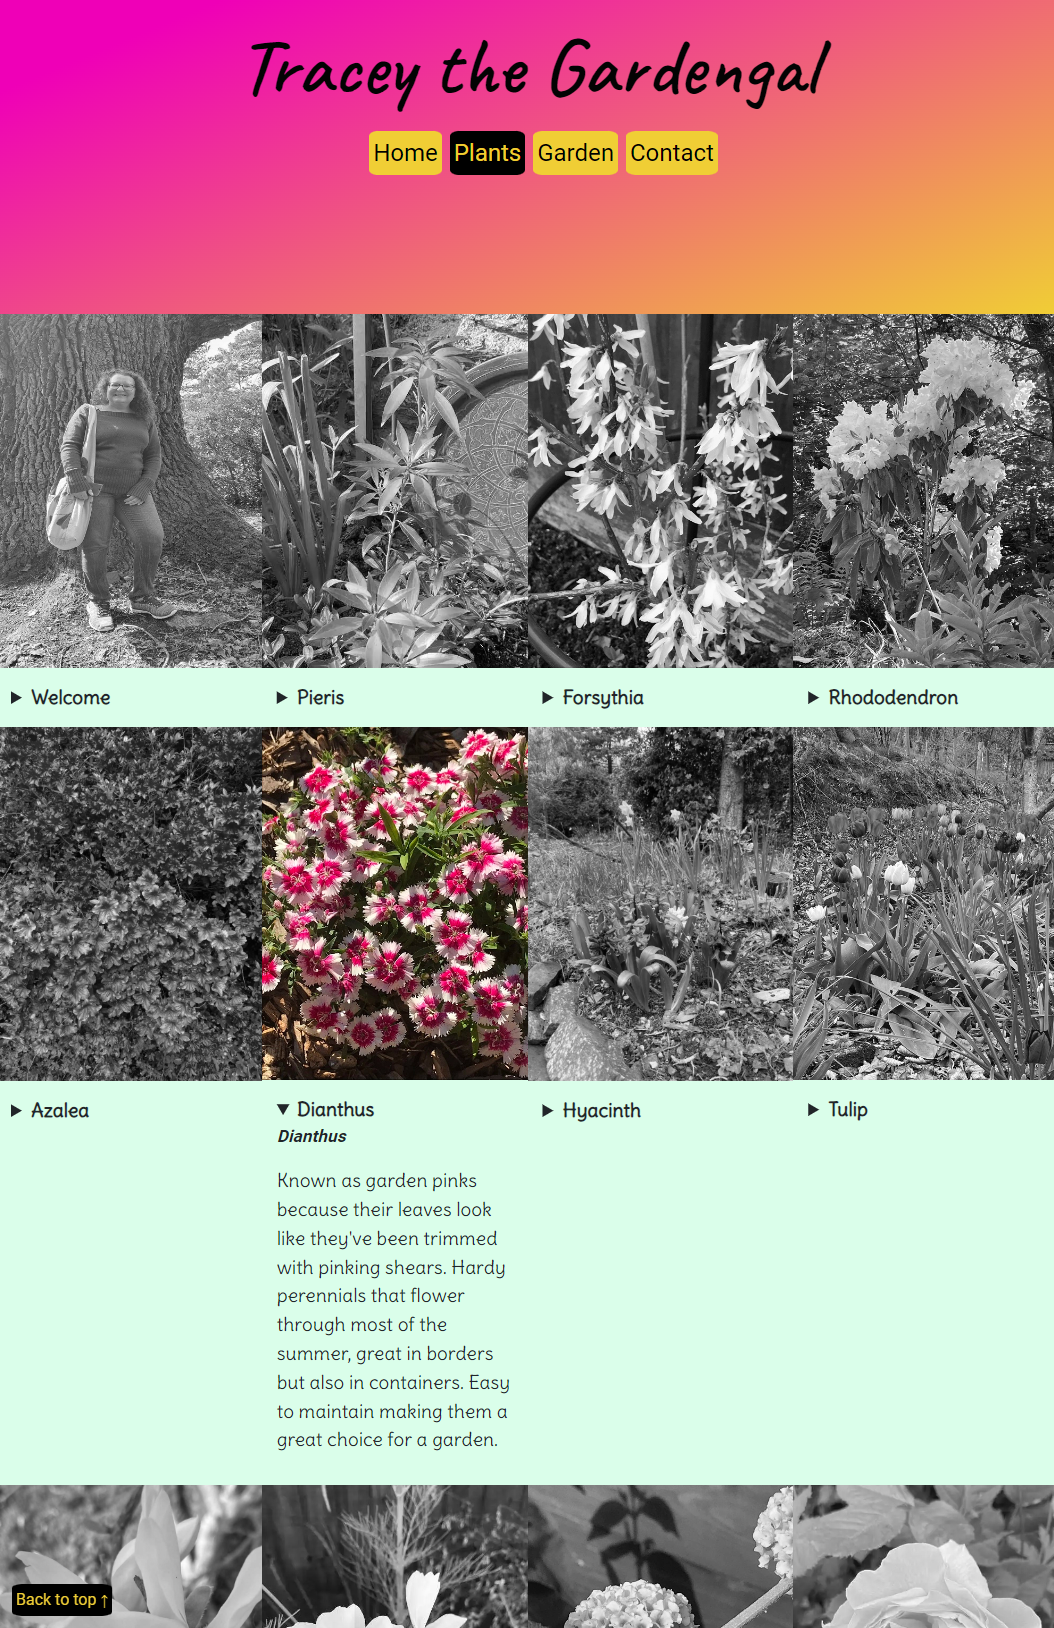 Tracey the Gardengal
Home Plants Garden Contact
▶ Welcome
▶ Pieris
▶ Forsythia
▶ Rhododendron
▶ Azalea
▼ Dianthus
Dianthus
Known as garden pinks
because their leaves look
like they've been trimmed
with pinking shears. Hardy
perennials that flower
through most of the
summer, great in borders
but also in containers. Easy
to maintain making them a
great choice for a garden.
▶ Hyacinth
▶ Tulip
Back to top ↑